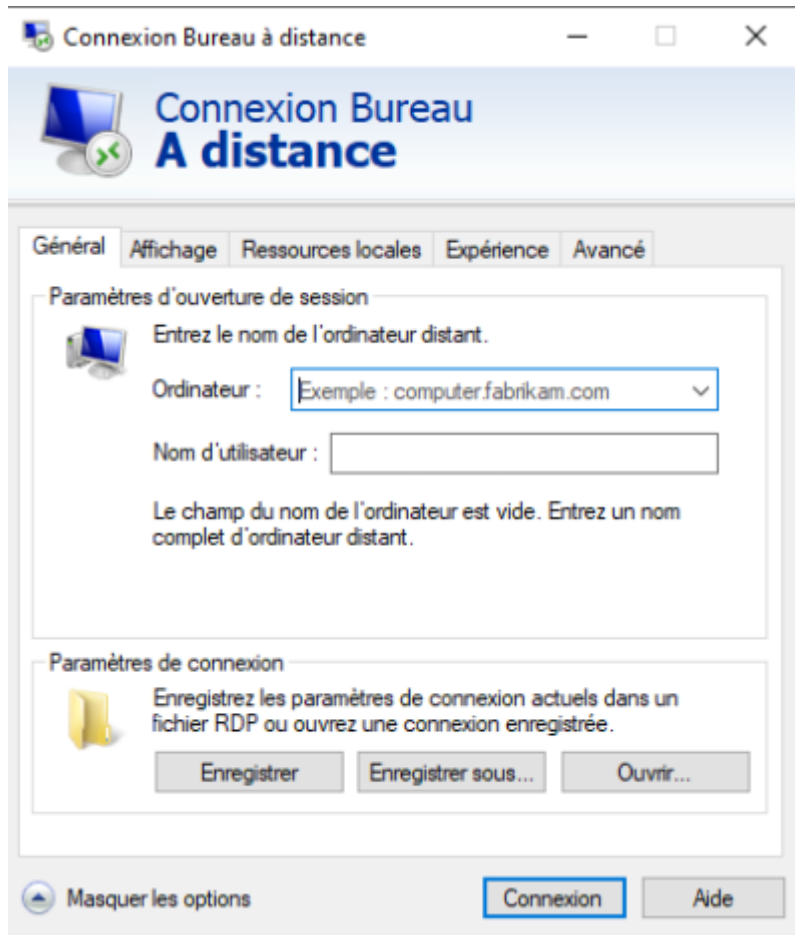 Connexion Bureau à distance
Connexion Bureau
A distance
Général Affichage Ressources locales Expérience Avancé
Paramètres d'ouverture de session
Entrez le nom de l'ordinateur distant.
Ordinateur : Exemple : computer.fabrikam.com
Nom d'utilisateur :
Le champ du nom de l'ordinateur est vide. Entrez un nom
complet d'ordinateur distant.
Paramètres de connexion
Enregistrez les paramètres de connexion actuels dans un
fichier RDP ou ouvrez une connexion enregistrée.
Enregistrer Enregistrer sous... Ouvrir...
Masquer les options Connexion Aide